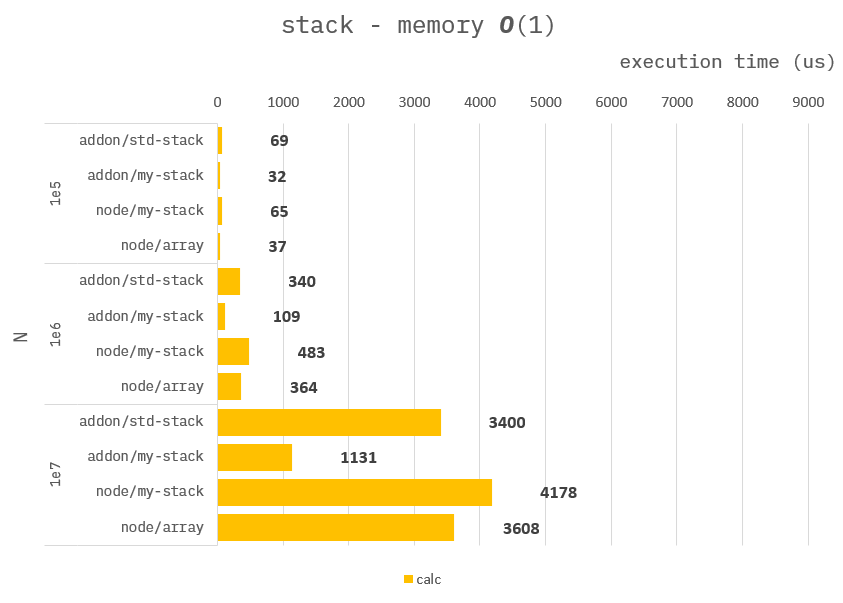 stack - memory O(1)
execution time (us)
0 1000 2000 3000 4000 5000 6000 7000 8000 9000
N
1e5
addon/std-stack 69
addon/my-stack 32
node/my-stack 65
node/array 37
1e6
addon/std-stack 340
addon/my-stack 109
node/my-stack 483
node/array 364
1e7
addon/std-stack 3400
addon/my-stack 1131
node/my-stack 4178
node/array 3608
calc